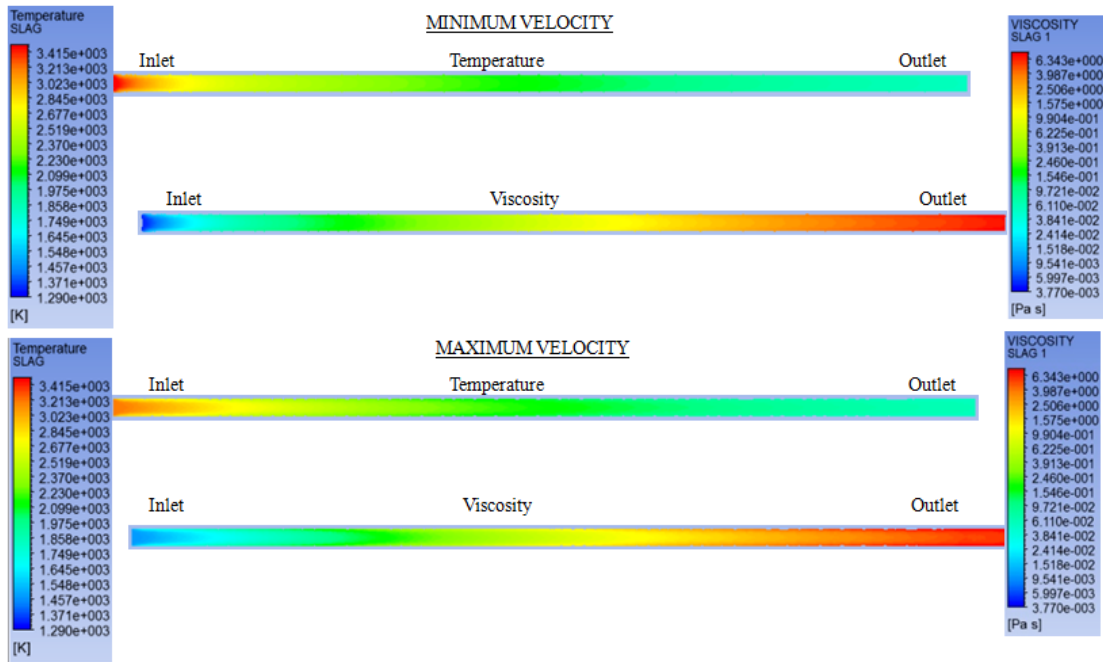 Temperature
SLAG
3.415e+003
3.213e+003
3.023e+003
2.845e+003
2.677e+003
2.519e+003
2.370e+003
2.230e+003
2.099e+003
1.975e+003
1.858e+003
1.749e+003
1.645e+003
1.548e+003
1.457e+003
1.371e+003
1.290e+003
[K]
MINIMUM VELOCITY
Inlet Temperature Outlet
Inlet Viscosity Outlet
VISCOSITY
SLAG 1
6.343e+000
3.987e+000
2.506e+000
1.575e+000
9.904e-001
6.225e-001
3.913e-001
2.460e-001
1.546e-001
9.721e-002
6.110e-002
3.841e-002
2.414e-002
1.518e-002
9.541e-003
5.997e-003
3.770e-003
[Pa s]
Temperature
SLAG
3.415e+003
3.213e+003
3.023e+003
2.845e+003
2.677e+003
2.519e+003
2.370e+003
2.230e+003
2.099e+003
1.975e+003
1.858e+003
1.749e+003
1.645e+003
1.548e+003
1.457e+003
1.371e+003
1.290e+003
[K]
MAXIMUM VELOCITY
Inlet Temperature Outlet
Inlet Viscosity Outlet
VISCOSITY
SLAG 1
6.343e+000
3.987e+000
2.506e+000
1.575e+000
9.904e-001
6.225e-001
3.913e-001
2.460e-001
1.546e-001
9.721e-002
6.110e-002
3.841e-002
2.414e-002
1.518e-002
9.541e-003
5.997e-003
3.770e-003
[Pa s]